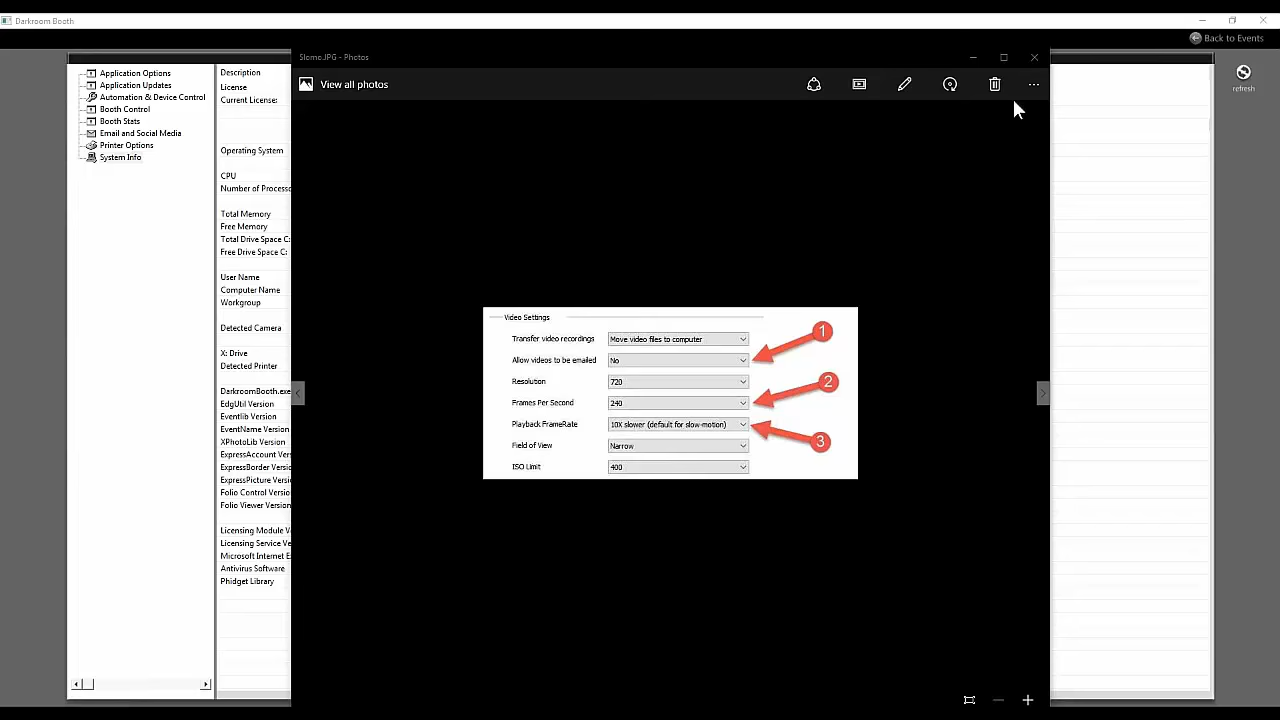 Darkroom Booth
Back to Events
refresh
Application Options
Application Updates
Automation & Device Control
Booth Control
Booth Stats
Email and Social Media
Printer Options
System Info
Description
License
Current License:
Operating System
CPU
Number of Processo
Total Memory
Free Memory
Total Drive Space C:
Free Drive Space C:
User Name
Computer Name
Workgroup
Detected Camera
X: Drive
Detected Printer
DarkroomBooth.exe
EdgUtil Version
Eventlib Version
EventName Version
XPhotoLib Version
ExpressAccount Ver
ExpressBorder Versio
ExpressPicture Versi
Folio Control Version
Folio Viewer Version
Licensing Module V
Licensing Service Ve
Microsoft Internet E
Antivirus Software
Phidget Library
Slomo.JPG - Photos
View all photos
Video Settings
Transfer video recordings Move video files to computer
Allow videos to be emailed No
Resolution 720
Frames Per Second 240
Playback FrameRate 10X slower (default for slow-motion)
Field of View Narrow
ISO Limit 400
1
2
3